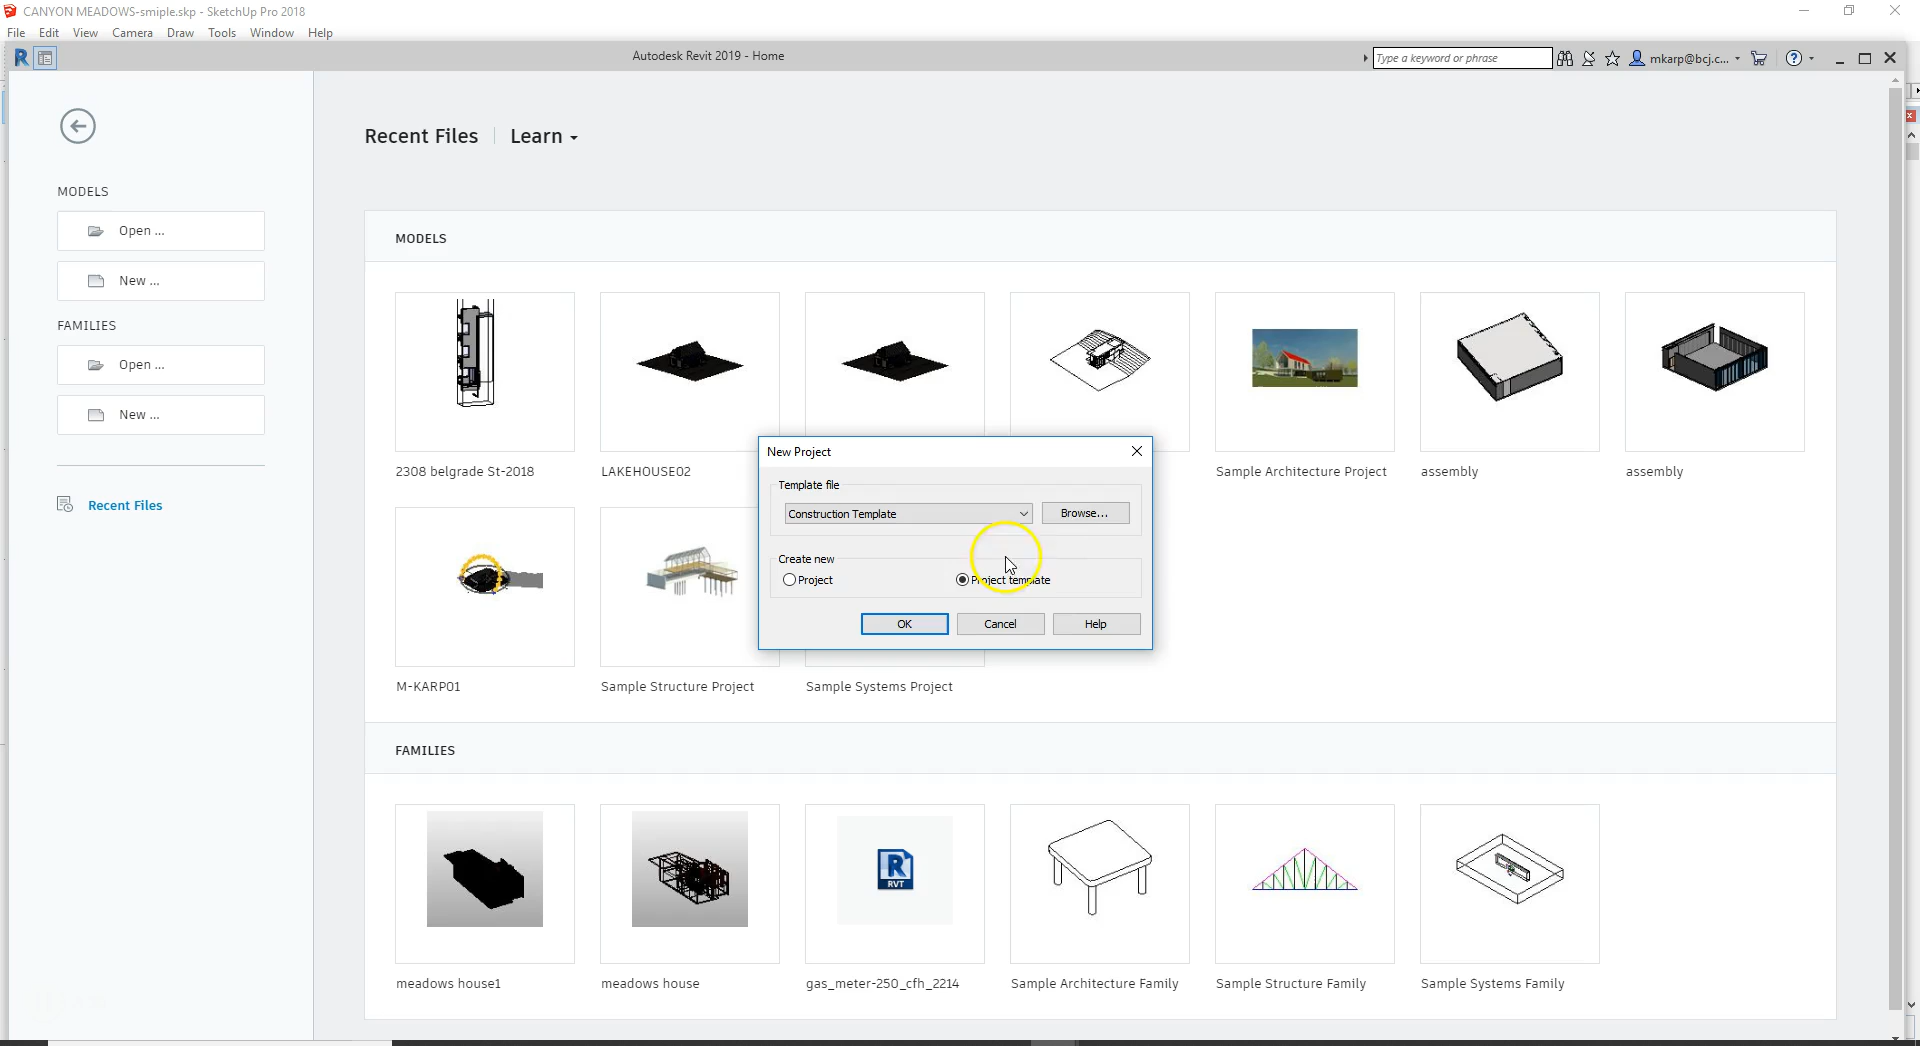 CANYON MEADOWS-smiple.skp - SketchUp Pro 2018
File Edit View Camera Draw Tools Window Help
Autodesk Revit 2019 - Home
Type a keyword or phrase
mkarp@bcj.c...
Recent Files
Learn
MODELS
Open ...
New ...
FAMILIES
Open ...
New ...
Recent Files
MODELS
2308 belgrade St-2018
LAKEHOUSE02
Sample Architecture Project
assembly
assembly
New Project
Template file
Construction Template
Browse...
Create new
Project
Project template
OK
Cancel
Help
M-KARP01
Sample Structure Project
Sample Systems Project
FAMILIES
R
RVT
meadows house1
meadows house
gas_meter-250_cfh_2214
Sample Architecture Family
Sample Structure Family
Sample Systems Family